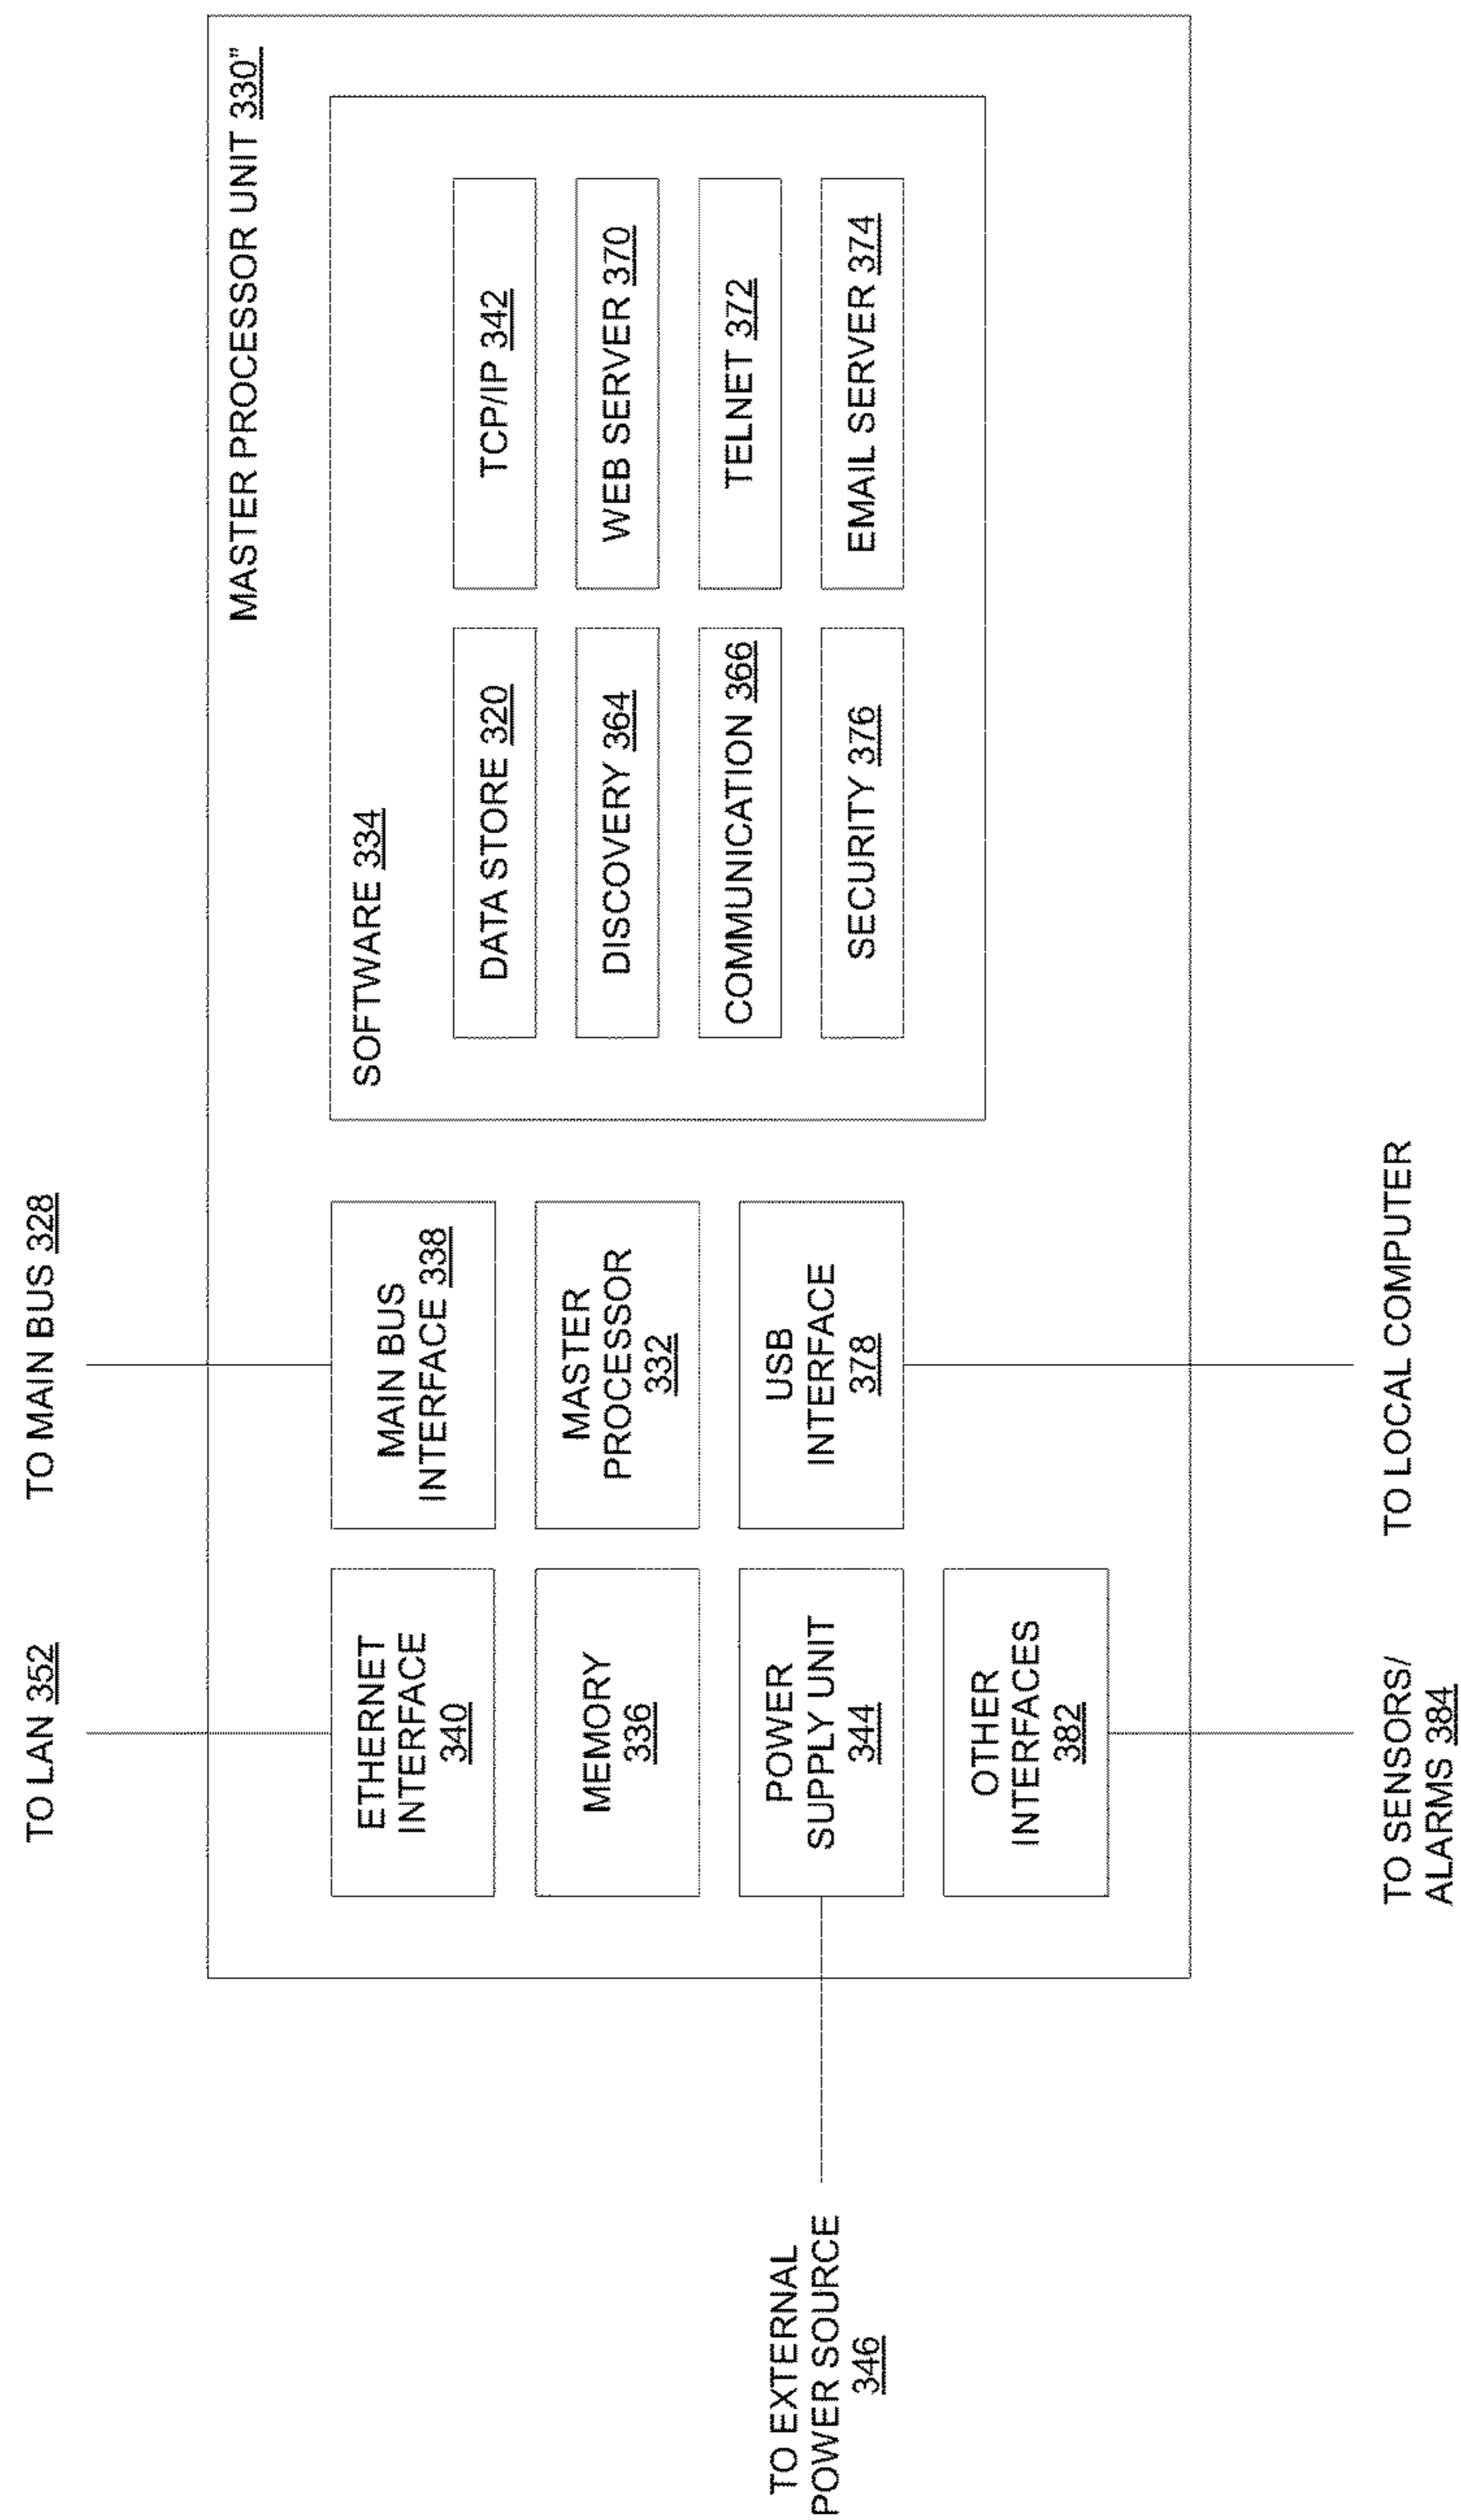 TO LAN 352
TO MAIN BUS 328
MASTER PROCESSOR UNIT 330"
ETHERNET
INTERFACE
340
MAIN BUS
INTERFACE 338
MEMORY
336
MASTER
PROCESSOR
332
POWER
SUPPLY UNIT
344
USB
INTERFACE
378
OTHER
INTERFACES
382
SOFTWARE 334
DATA STORE 320
TCP/IP 342
DISCOVERY 364
WEB SERVER 370
COMMUNICATION 366
TELNET 372
SECURITY 376
EMAIL SERVER 374
TO EXTERNAL
POWER SOURCE
346
TO SENSORS/
ALARMS 384
TO LOCAL COMPUTER